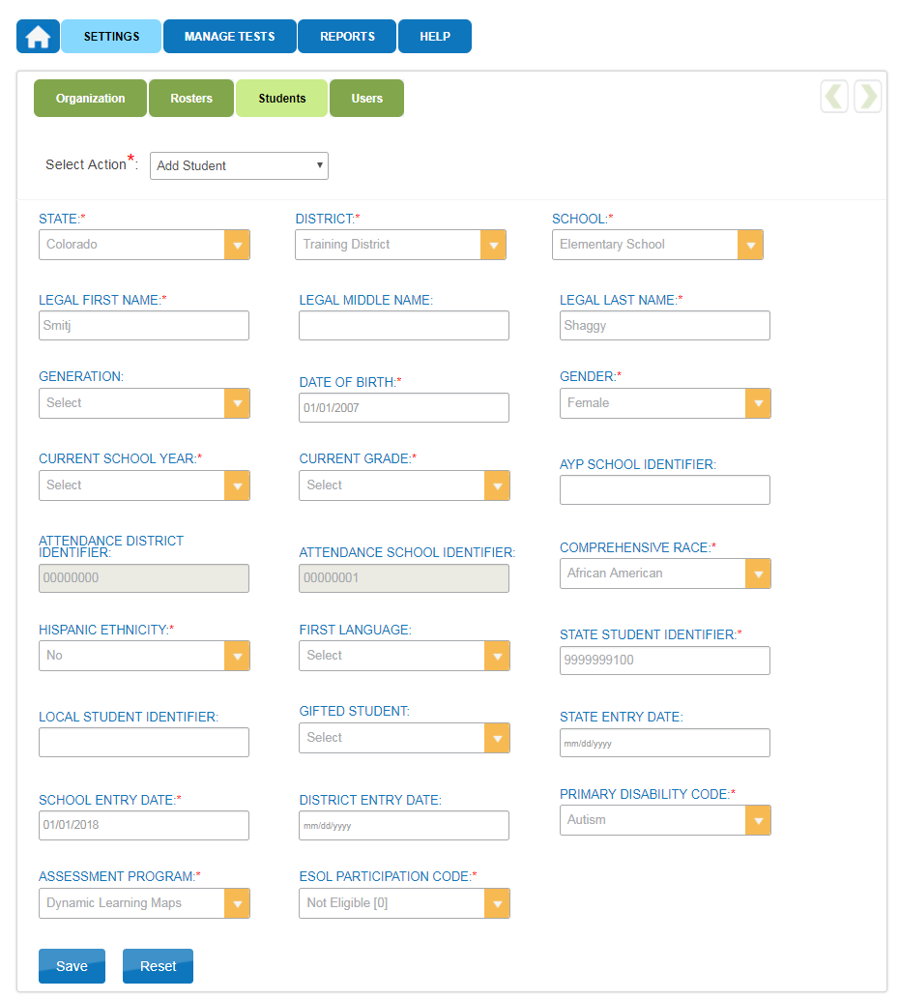 SETTINGS MANAGE TESTS REPORTS HELP
Organization Rosters Students Users
Select Action*: Add Student
STATE:* DISTRICT:* SCHOOL:*
Colorado Training District Elementary School
LEGAL FIRST NAME:* LEGAL MIDDLE NAME: LEGAL LAST NAME:*
Smitj Shaggy
GENERATION: DATE OF BIRTH:* GENDER:*
Select 01/01/2007 Female
CURRENT SCHOOL YEAR:* CURRENT GRADE:* AYP SCHOOL IDENTIFIER:
Select Select
ATTENDANCE DISTRICT
IDENTIFIER: ATTENDANCE SCHOOL IDENTIFIER: COMPREHENSIVE RACE:*
00000000 00000001 African American
HISPANIC ETHNICITY:* FIRST LANGUAGE: STATE STUDENT IDENTIFIER:*
No Select 9999999100
LOCAL STUDENT IDENTIFIER: GIFTED STUDENT: STATE ENTRY DATE:
Select mm/dd/yyyy
SCHOOL ENTRY DATE:* DISTRICT ENTRY DATE: PRIMARY DISABILITY CODE:*
01/01/2018 mm/dd/yyyy Autism
ASSESSMENT PROGRAM:* ESOL PARTICIPATION CODE:*
Dynamic Learning Maps Not Eligible [0]
Save Reset